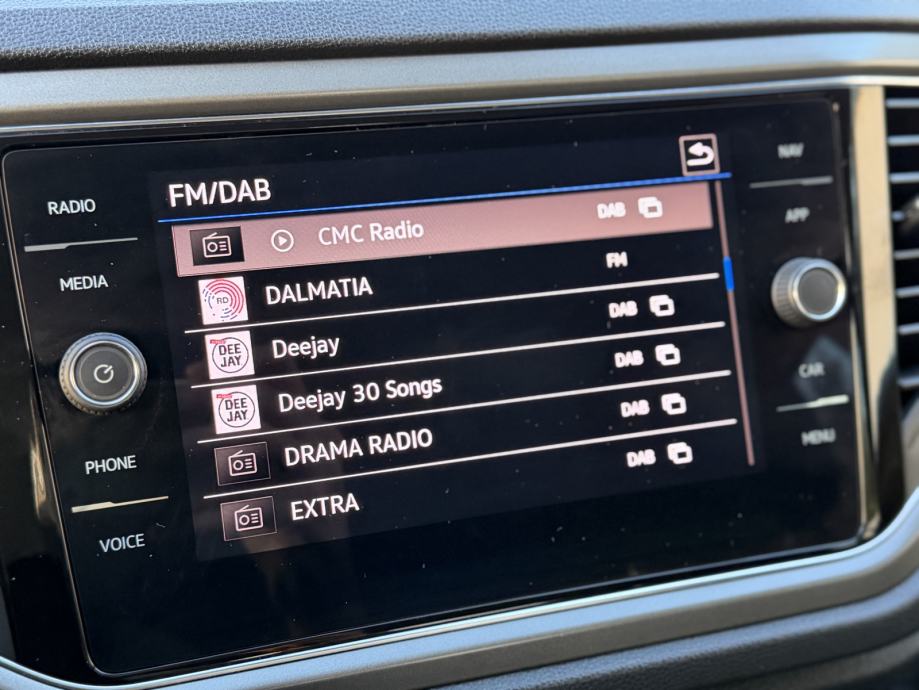 FM/DAB
CMC Radio DAB
RD DALMATIA FM
DEE JAY Deejay DAB
DEE JAY Deejay 30 Songs DAB
DRAMA RADIO DAB
EXTRA DAB
RADIO
MEDIA
PHONE
VOICE
NAV
APP
CAR
MENU